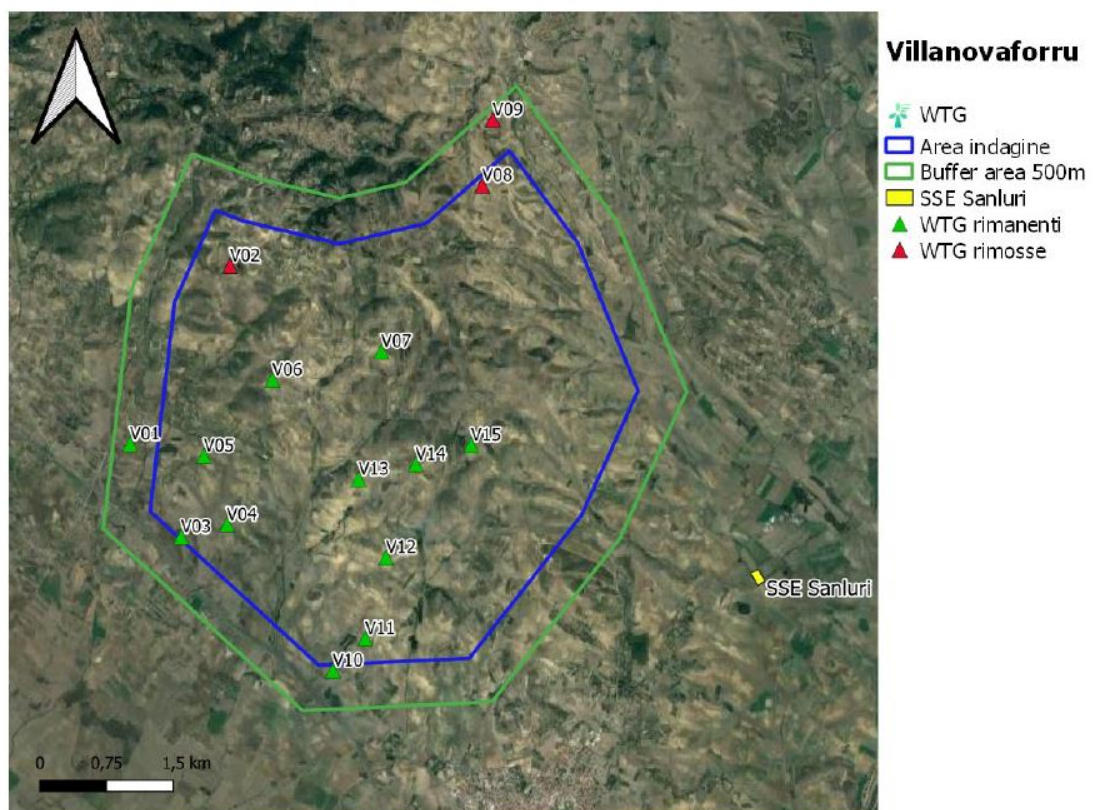 Villanovaforru
WTG
Area indagine
Buffer area 500m
SSE Sanluri
WTG rimanenti
WTG rimosse
V09
V08
V02
V07
V06
V01
V05
V15
V14
V13
V03
V04
V12
SSE Sanluri
V11
V10
0 0,75 1,5 km